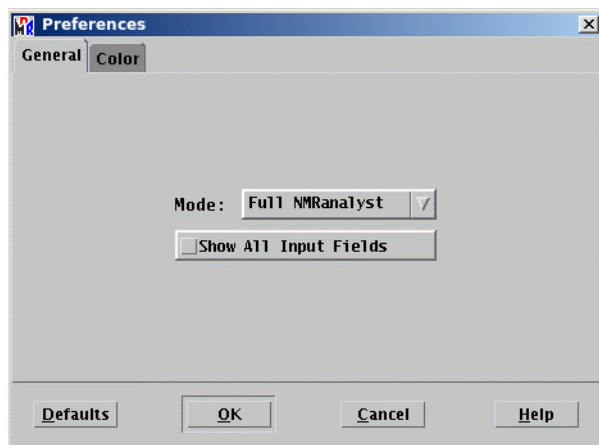 Preferences
General Color
Mode: Full NMRanalyst
Show All Input Fields
Defaults OK Cancel Help